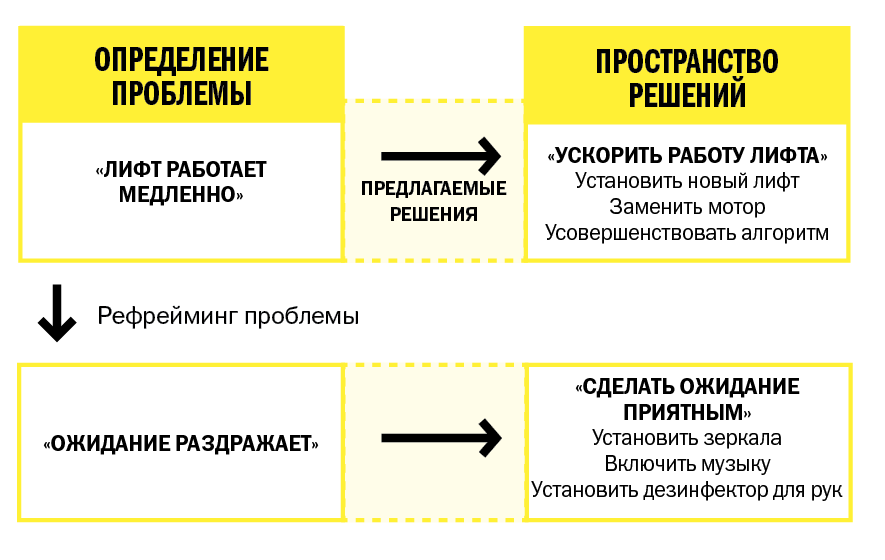 ОПРЕДЕЛЕНИЕ
ПРОБЛЕМЫ
ПРОСТРАНСТВО
РЕШЕНИЙ
«ЛИФТ РАБОТАЕТ
МЕДЛЕННО»
ПРЕДЛАГАЕМЫЕ
РЕШЕНИЯ
«УСКОРИТЬ РАБОТУ ЛИФТА»
Установить новый лифт
Заменить мотор
Усовершенствовать алгоритм
Рефрейминг проблемы
«ОЖИДАНИЕ РАЗДРАЖАЕТ»
«СДЕЛАТЬ ОЖИДАНИЕ
ПРИЯТНЫМ»
Установить зеркала
Включить музыку
Установить дезинфектор для рук